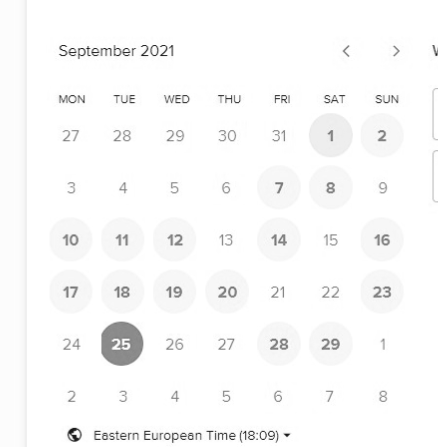 September 2021
MON TUE WED THU FRI SAT SUN
27 28 29 30 31 1 2
3 4 5 6 7 8 9
10 11 12 13 14 15 16
17 18 19 20 21 22 23
24 25 26 27 28 29 1
2 3 4 5 6 7 8
Eastern European Time (18:09)